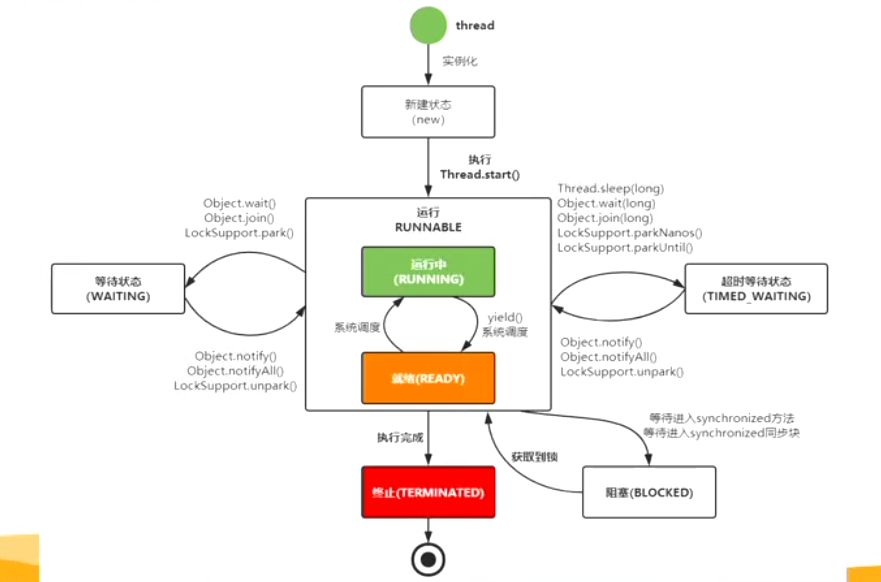 thread
实例化
新建状态
(new)
执行
Thread.start()
Object.wait()
Object.join()
LockSupport.park()
Thread.sleep(long)
Object.wait(long)
Object.join(long)
LockSupport.parkNanos()
LockSupport.parkUntil()
运行
RUNNABLE
运行中
(RUNNING)
等待状态
(WAITING)
超时等待状态
(TIMED_WAITING)
系统调度
yield()
系统调度
Object.notify()
Object.notifyAll()
LockSupport.unpark()
Object.notify()
Object.notifyAll()
LockSupport.unpark()
就绪(READY)
执行完成
等待进入synchronized方法
等待进入synchronized同步块
获取到锁
终止(TERMINATED)
阻塞(BLOCKED)